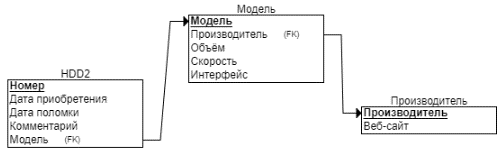 Модель
Модель
Производитель (FK)
Объём
Скорость
Интерфейс
HDD2
Номер
Дата приобретения
Дата поломки
Комментарий
Модель (FK)
Производитель
Производитель
Веб-сайт